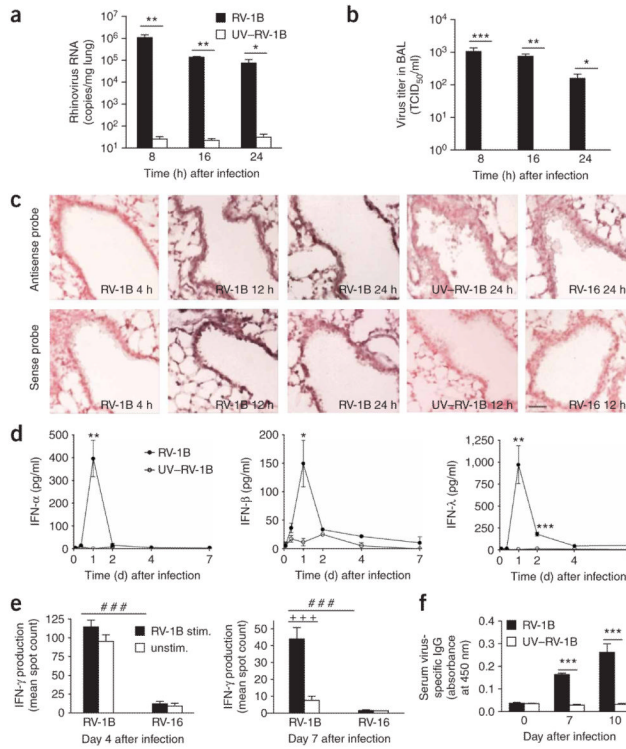 a
Rhinovirus RNA
(copies/mg lung)
10⁷
10⁶
10⁵
10⁴
10³
10²
10¹
**
**
*
RV-1B
UV–RV-1B
8 16 24
Time (h) after infection
b
Virus titer in BAL
(TCID₅₀/ml)
10⁴
10³
10²
10¹
10⁰
***
**
*
8 16 24
Time (h) after infection
c
Antisense probe
RV-1B 4 h
RV-1B 12 h
RV-1B 24 h
UV–RV-1B 24 h
RV-16 24 h
Sense probe
RV-1B 4 h
RV-1B 12 h
RV-1B 24 h
UV–RV-1B 12 h
RV-16 12 h
d
IFN-α (pg/ml)
500
400
300
200
100
0
**
RV-1B
UV–RV-1B
0 1 2 4 7
Time (d) after infection
IFN-β (pg/ml)
200
150
100
50
0
*
0 1 2 4 7
Time (d) after infection
IFN-λ (pg/ml)
1,250
1,000
750
500
250
0
**
***
0 1 2 4
Time (d) after infection
e
IFN-γ production
(mean spot count)
125
100
75
50
25
0
# # #
RV-1B stim.
unstim.
RV-1B RV-16
Day 4 after infection
IFN-γ production
(mean spot count)
60
50
40
30
20
10
0
# # #
+ + +
RV-1B RV-16
Day 7 after infection
f
Serum virus-
specific IgG
(absorbance
at 450 nm)
0.4
0.3
0.2
0.1
0
RV-1B
UV–RV-1B
***
***
0 7 10
Day after infection